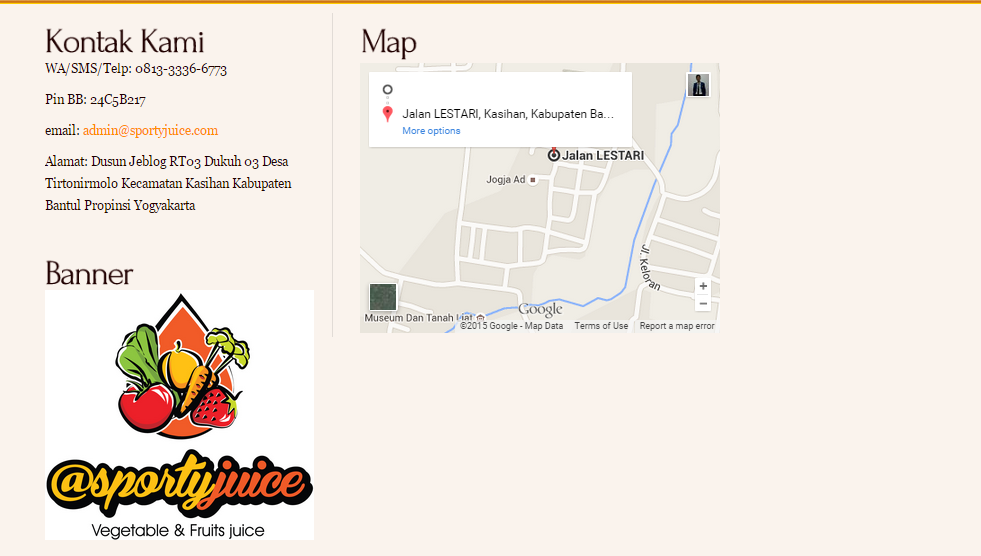 Kontak Kami
WA/SMS/Telp: 0813-3336-6773
Pin BB: 24C5B217
email: admin@sportyjuice.com
Alamat: Dusun Jeblog RT03 Dukuh 03 Desa
Tirtonirmolo Kecamatan Kasihan Kabupaten
Bantul Propinsi Yogyakarta
Banner
@sportyjuice
Vegetable & Fruits juice
Map
Jalan LESTARI, Kasihan, Kabupaten Ba...
More options
Jalan LESTARI
Jogja Ad
Jl. Keloran
+
−
Google
Museum Dan Tanah Liat
©2015 Google - Map Data Terms of Use Report a map error